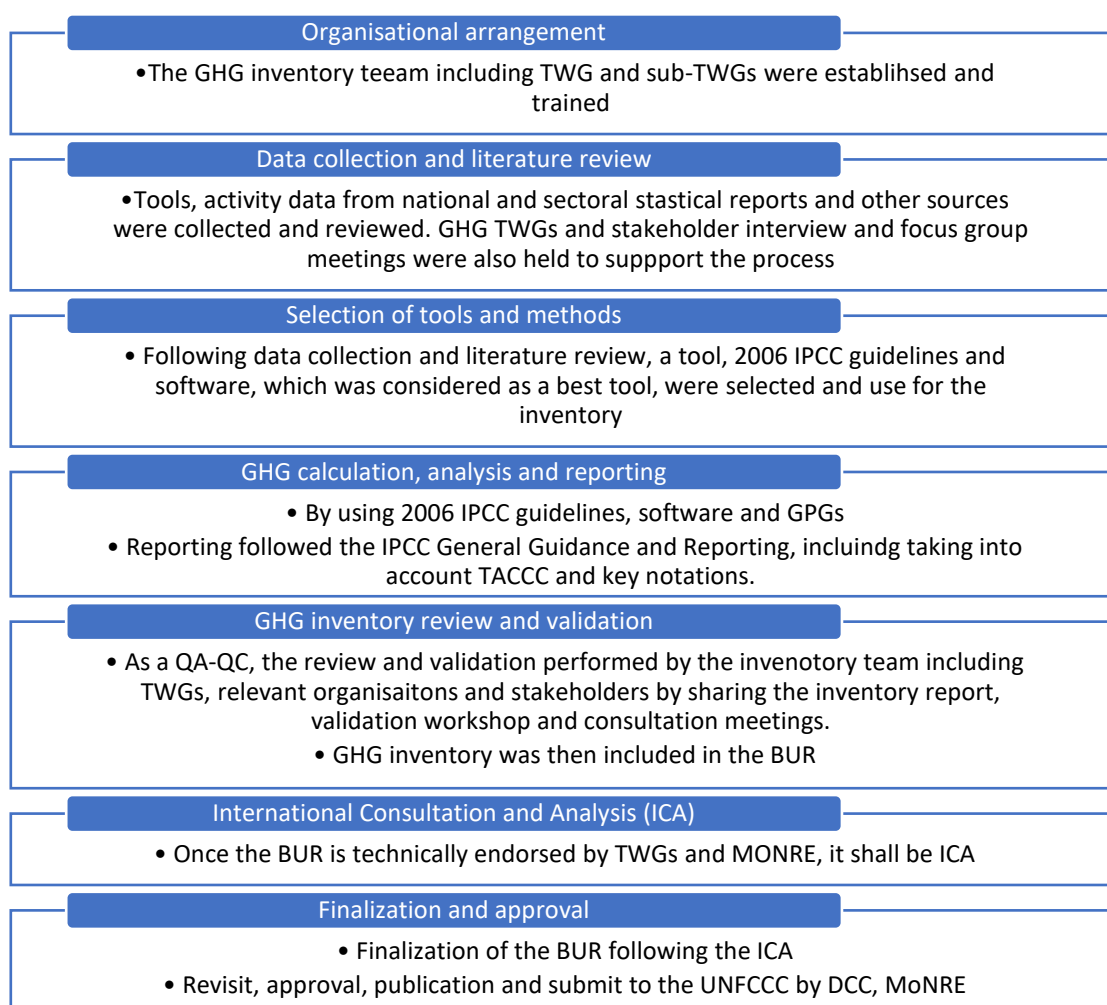 Organisational arrangement
•The GHG inventory teeam including TWG and sub-TWGs were establihsed and
trained
Data collection and literature review
•Tools, activity data from national and sectoral stastical reports and other sources
were collected and reviewed. GHG TWGs and stakeholder interview and focus group
meetings were also held to suppport the process
Selection of tools and methods
• Following data collection and literature review, a tool, 2006 IPCC guidelines and
software, which was considered as a best tool, were selected and use for the
inventory
GHG calculation, analysis and reporting
• By using 2006 IPCC guidelines, software and GPGs
• Reporting followed the IPCC General Guidance and Reporting, incluindg taking into
account TACCC and key notations.
GHG inventory review and validation
• As a QA-QC, the review and validation performed by the invenotory team including
TWGs, relevant organisaitons and stakeholders by sharing the inventory report,
validation workshop and consultation meetings.
• GHG inventory was then included in the BUR
International Consultation and Analysis (ICA)
• Once the BUR is technically endorsed by TWGs and MONRE, it shall be ICA
Finalization and approval
• Finalization of the BUR following the ICA
• Revisit, approval, publication and submit to the UNFCCC by DCC, MoNRE